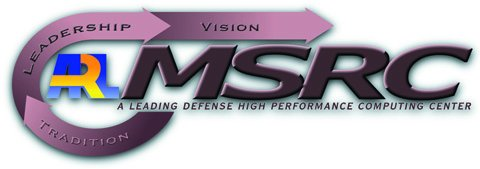 Leadership
Vision
ARL
MSRC
A LEADING DEFENSE HIGH PERFORMANCE COMPUTING CENTER
Tradition